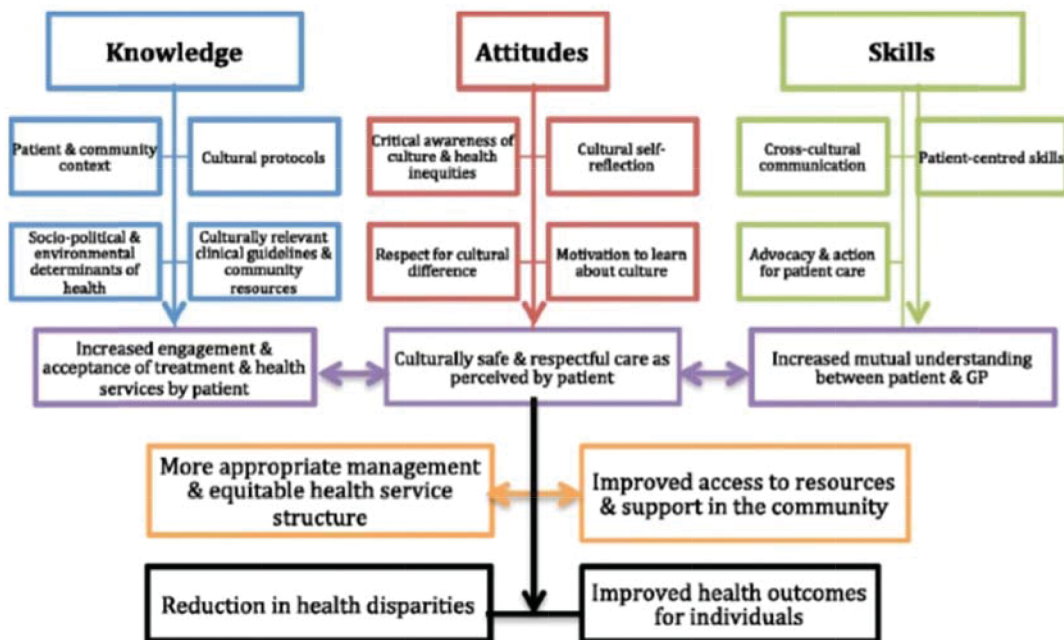 Knowledge
Attitudes
Skills
Patient & community
context
Cultural protocols
Critical awareness of
culture & health
inequities
Cultural self-
reflection
Cross-cultural
communication
Patient-centred skills
Socio-political &
environmental
determinants of
health
Culturally relevant
clinical guidelines &
community
resources
Respect for cultural
difference
Motivation to learn
about culture
Advocacy & action
for patient care
Increased engagement &
acceptance of treatment & health
services by patient
Culturally safe & respectful care as
perceived by patient
Increased mutual understanding
between patient & GP
More appropriate management
& equitable health service
structure
Improved access to resources
& support in the community
Reduction in health disparities
Improved health outcomes
for individuals